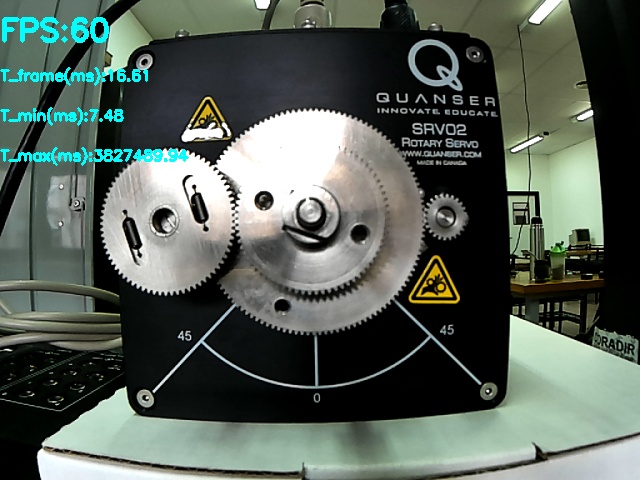 FPS:60
T_frame(ms):16.61
T_min(ms):7.48
T_max(ms):3827489.94
QUANSER
INNOVATE. EDUCATE.
SRV02
ROTARY SERVO
WWW.QUANSER.COM
MADE IN CANADA
45
45
0
ORADIR